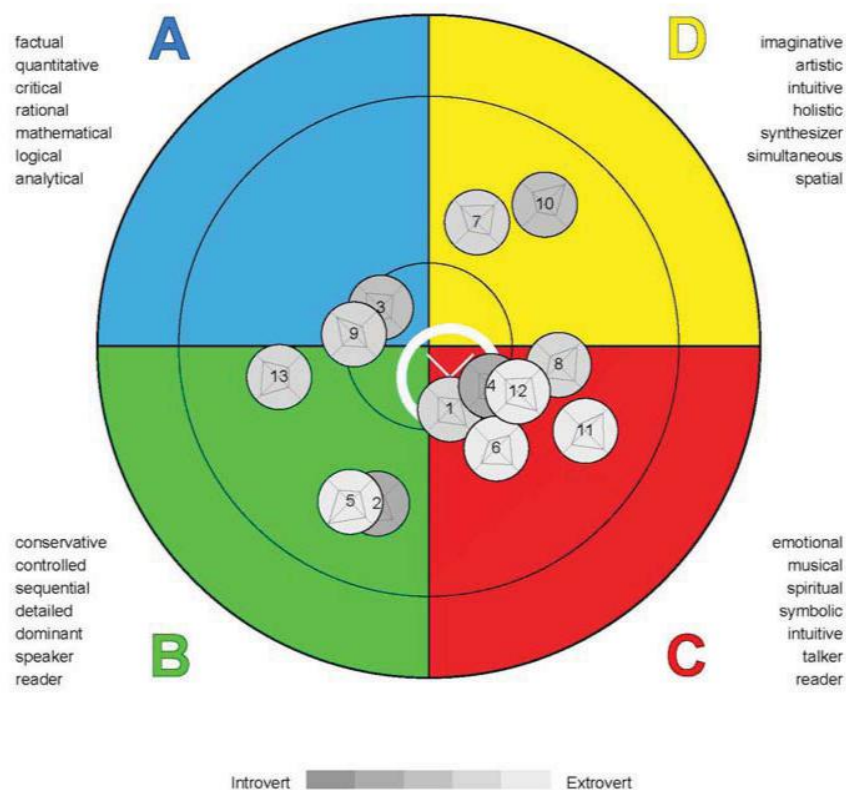 A
factual
quantitative
critical
rational
mathematical
logical
analytical
D
imaginative
artistic
intuitive
holistic
synthesizer
simultaneous
spatial
7
10
3
9
13
8
4
12
1
11
6
5
2
conservative
controlled
sequential
detailed
dominant
speaker
reader
B
emotional
musical
spiritual
symbolic
intuitive
talker
reader
C
Introvert
Extrovert